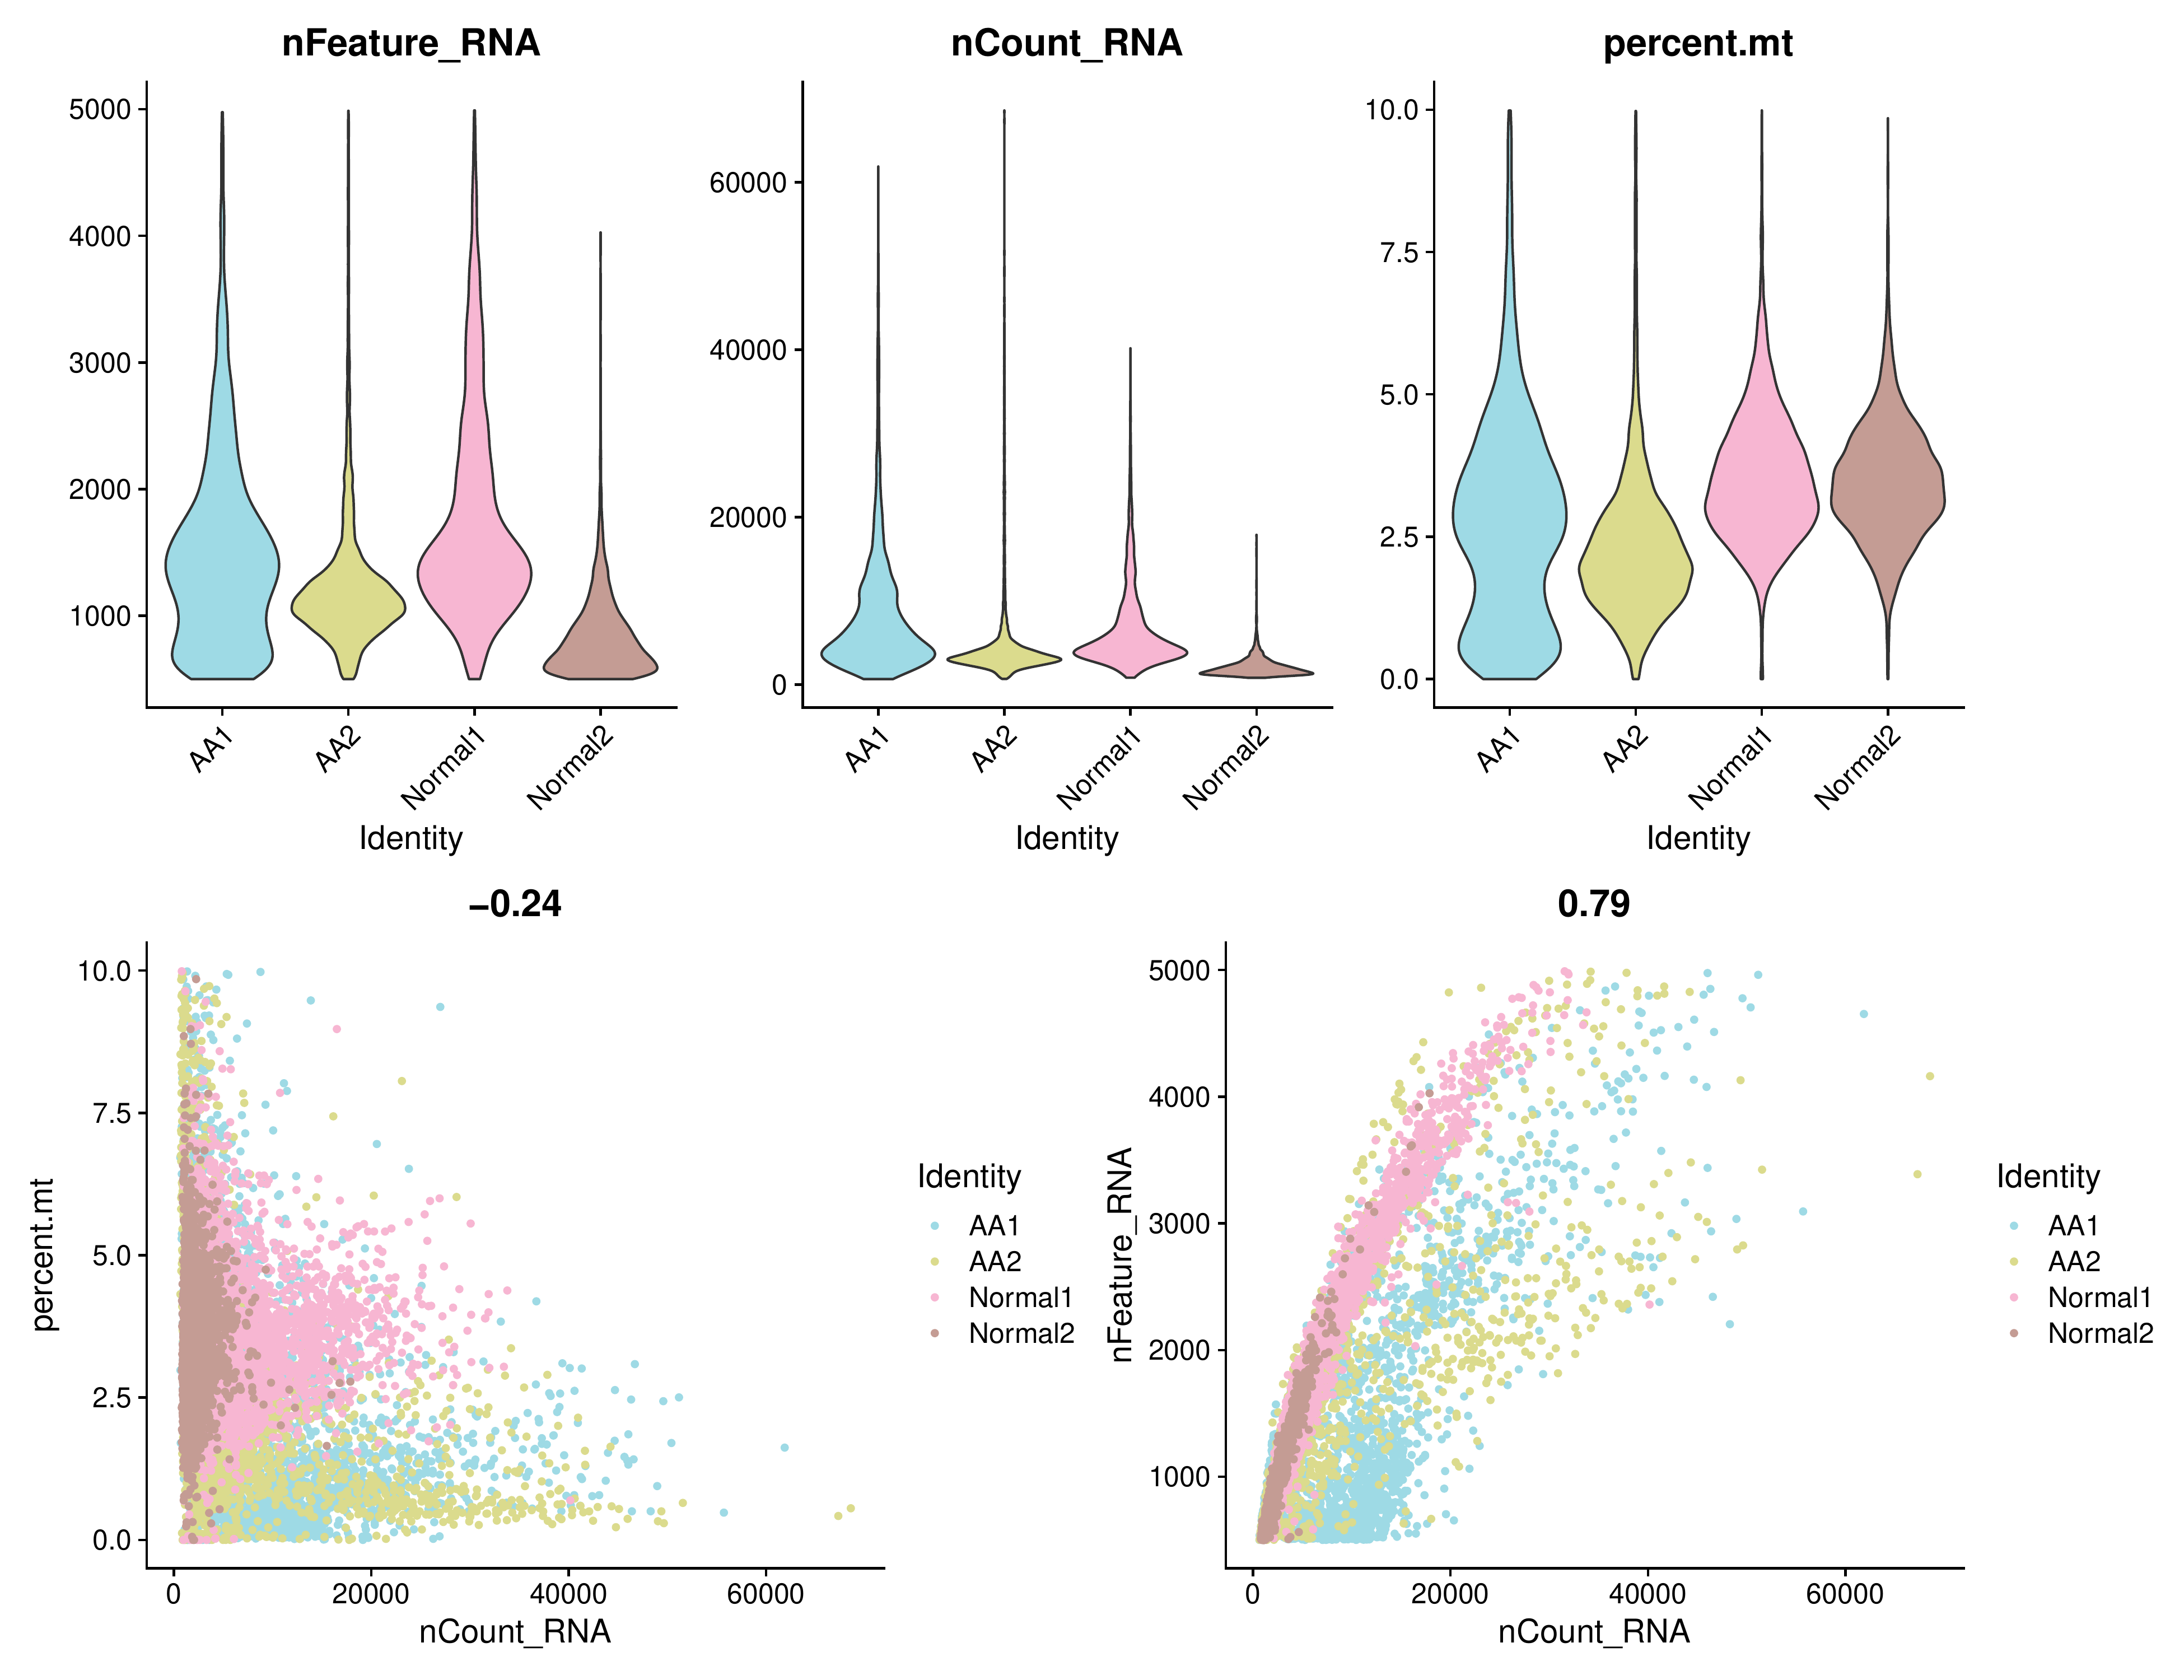 nFeature_RNA
5000
4000
3000
2000
1000
AA1
AA2
Normal1
Normal2
Identity
nCount_RNA
60000
40000
20000
0
AA1
AA2
Normal1
Normal2
Identity
percent.mt
10.0
7.5
5.0
2.5
0.0
AA1
AA2
Normal1
Normal2
Identity
−0.24
percent.mt
10.0
7.5
5.0
2.5
0.0
0
20000
40000
60000
nCount_RNA
Identity
AA1
AA2
Normal1
Normal2
0.79
nFeature_RNA
5000
4000
3000
2000
1000
0
20000
40000
60000
nCount_RNA
Identity
AA1
AA2
Normal1
Normal2